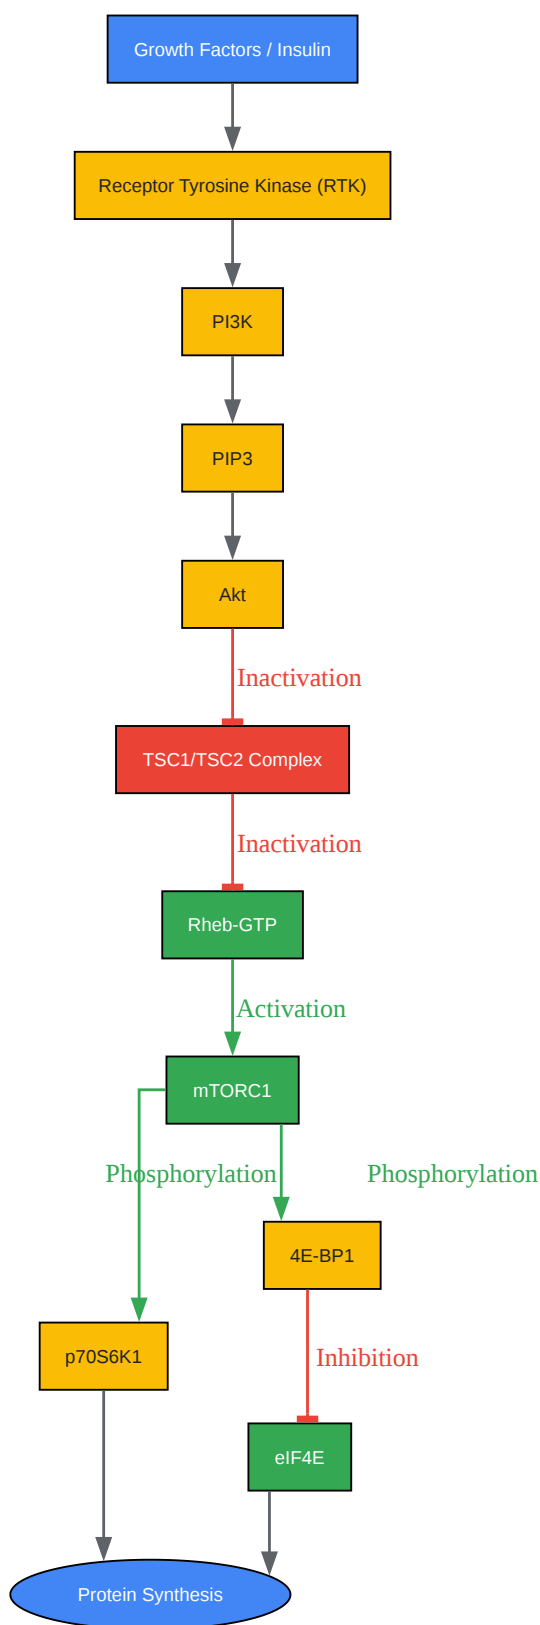 Growth Factors / Insulin
Receptor Tyrosine Kinase (RTK)
PI3K
PIP3
Akt
Inactivation
TSC1/TSC2 Complex
Inactivation
Rheb-GTP
Activation
mTORC1
Phosphorylation
Phosphorylation
4E-BP1
p70S6K1
Inhibition
eIF4E
Protein Synthesis